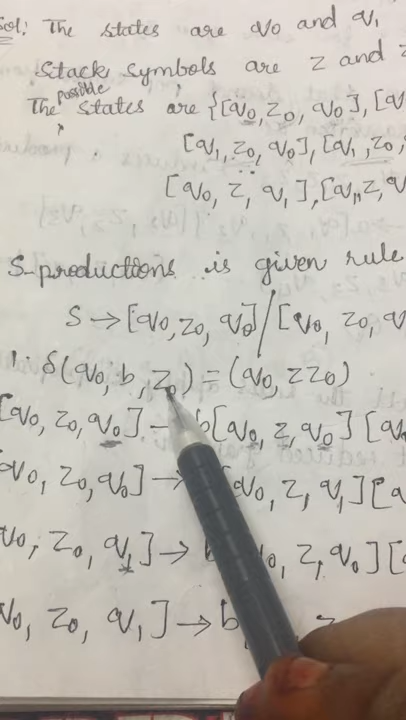 Sol: The states are q0 and q1
Stack symbols are z and z
The possible states are {[q0, z0, q0], [q
[q1, z0, q0], [q1, z0,
[q0, z, q1], [q1, z, q
S-productions is given rule
S → [q0, z0, q0] / [q0, z0, q
1. δ(q0, b, z0) = (q0, zz0)
[q0, z0, q0] → b[q0, z, q0] [q
[q0, z0, q0] → [q0, z, q1] [q
q0, z0, q1] → q0, z, q0] [
q0, z0, q1] → b